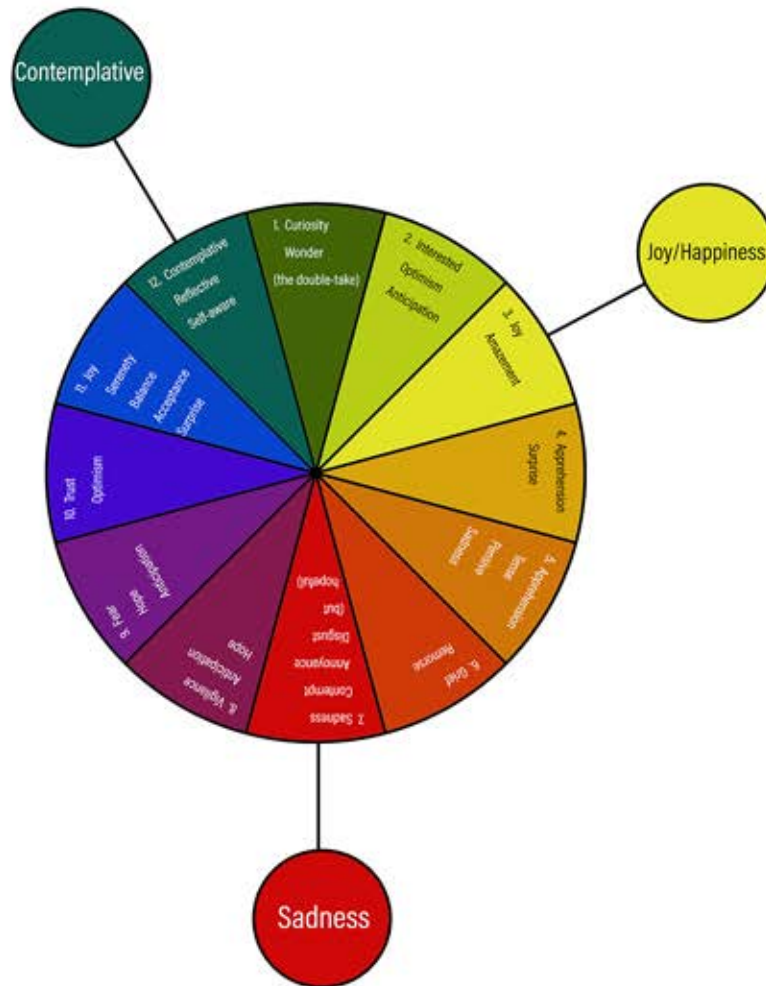 Contemplative
Joy/Happiness
1. Curiosity
Wonder
(the double-take)
2. Interested
Optimism
Anticipation
3. Joy
Amazement
4. Apprehension
Surprise
5. Apprehension
Tense
Pensive
Sadness
6. Grief
Remorse
7. Sadness
Contempt
Annoyance
Disgust
(but
hopeful)
8. Vigilance
Anticipation
Hope
9. Fear
Hope
Anticipation
10. Trust
Optimism
11. Joy
Serenety
Balance
Acceptance
Surprise
12. Contemplative
Reflective
Self-aware
Sadness